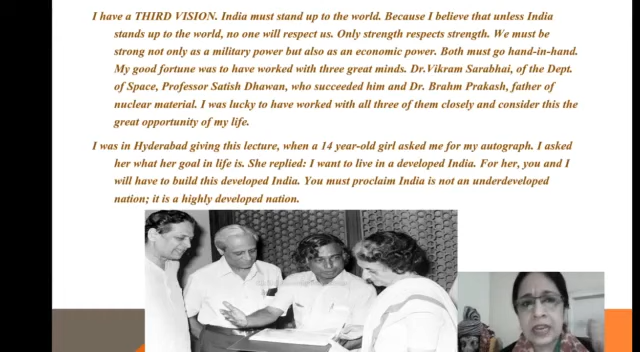 I have a THIRD VISION. India must stand up to the world. Because I believe that unless India
stands up to the world, no one will respect us. Only strength respects strength. We must be
strong not only as a military power but also as an economic power. Both must go hand-in-hand.
My good fortune was to have worked with three great minds. Dr.Vikram Sarabhai, of the Dept.
of Space, Professor Satish Dhawan, who succeeded him and Dr. Brahm Prakash, father of
nuclear material. I was lucky to have worked with all three of them closely and consider this the
great opportunity of my life.
I was in Hyderabad giving this lecture, when a 14 year-old girl asked me for my autograph. I asked
her what her goal in life is. She replied: I want to live in a developed India. For her, you and I
will have to build this developed India. You must proclaim India is not an underdeveloped
nation; it is a highly developed nation.